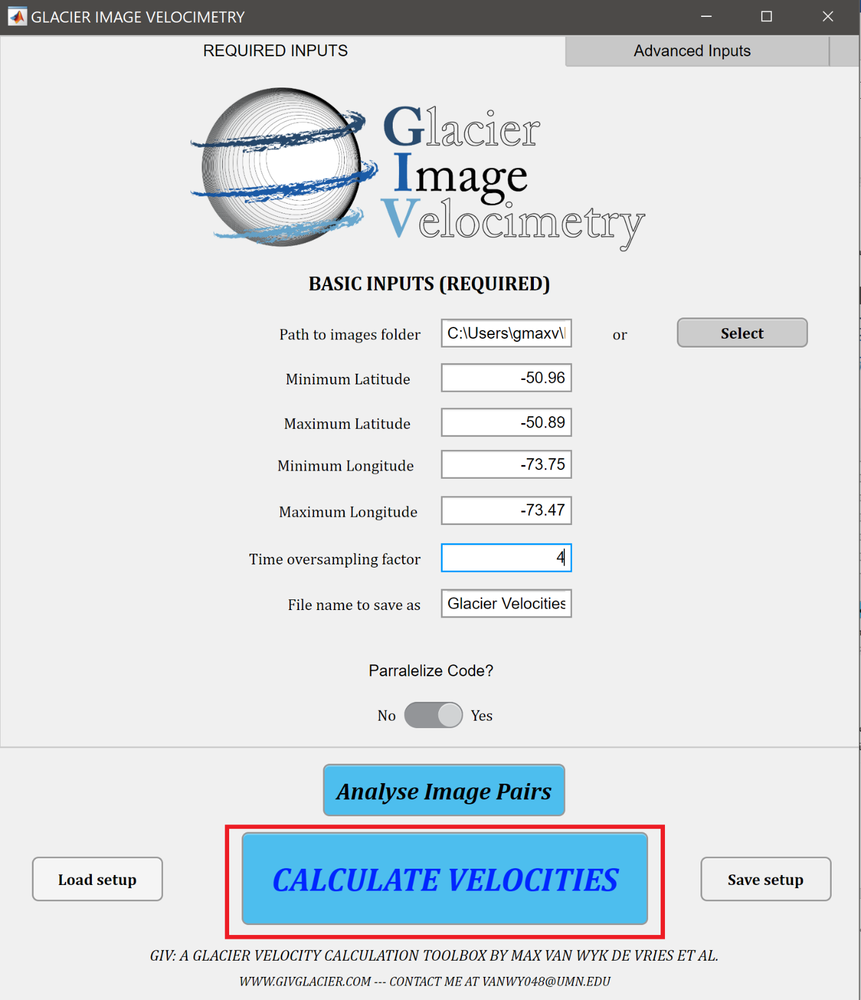 GLACIER IMAGE VELOCIMETRY
REQUIRED INPUTS
Advanced Inputs
Glacier
Image
Velocimetry
BASIC INPUTS (REQUIRED)
Path to images folder C:\Users\gmaxv\ or Select
Minimum Latitude -50.96
Maximum Latitude -50.89
Minimum Longitude -73.75
Maximum Longitude -73.47
Time oversampling factor 4
File name to save as Glacier Velocities
Parralelize Code?
No Yes
Analyse Image Pairs
Load setup CALCULATE VELOCITIES Save setup
GIV: A GLACIER VELOCITY CALCULATION TOOLBOX BY MAX VAN WYK DE VRIES ET AL.
WWW.GIVGLACIER.COM --- CONTACT ME AT VANWY048@UMN.EDU